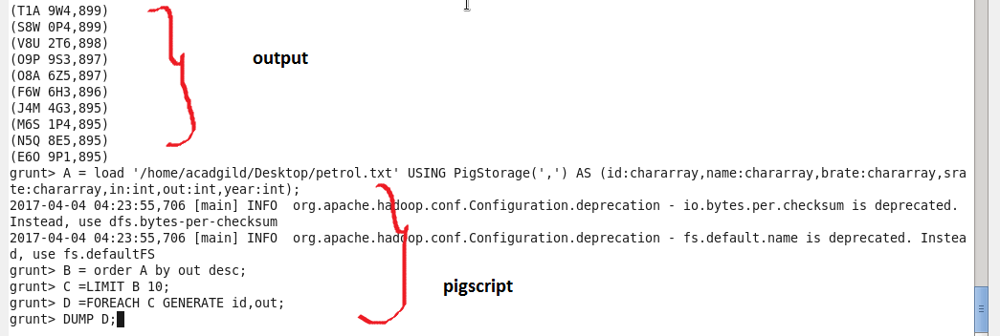 (T1A 9W4,899)
(S8W 0P4,899)
(V8U 2T6,898)
(O9P 9S3,897)
(O8A 6Z5,897)
(F6W 6H3,896)
(J4M 4G3,895)
(M6S 1P4,895)
(N5Q 8E5,895)
(E6O 9P1,895)
output
grunt> A = load '/home/acadgild/Desktop/petrol.txt' USING PigStorage(',') AS (id:chararray,name:chararray,brate:chararray,sra
te:chararray,in:int,out:int,year:int);
2017-04-04 04:23:55,706 [main] INFO  org.apache.hadoop.conf.Configuration.deprecation - io.bytes.per.checksum is deprecated.
Instead, use dfs.bytes-per-checksum
2017-04-04 04:23:55,706 [main] INFO  org.apache.hadoop.conf.Configuration.deprecation - fs.default.name is deprecated. Instea
d, use fs.defaultFS
grunt> B = order A by out desc;
grunt> C =LIMIT B 10;
grunt> D =FOREACH C GENERATE id,out;
grunt> DUMP D;
pigscript